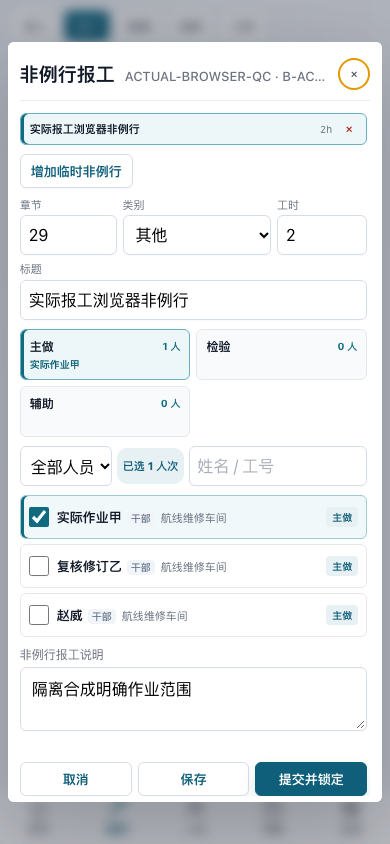 非例行报工 ACTUAL-BROWSER-QC · B-AC...
×
实际报工浏览器非例行 2h ×
增加临时非例行
章节 类别 工时
29 其他 2
标题
实际报工浏览器非例行
主做 1 人 检验 0 人
实际作业甲
辅助 0 人
全部人员 已选 1 人次 姓名 / 工号
实际作业甲 干部 航线维修车间 主做
复核修订乙 干部 航线维修车间 主做
赵威 干部 航线维修车间 主做
非例行报工说明
隔离合成明确作业范围
取消 保存 提交并锁定